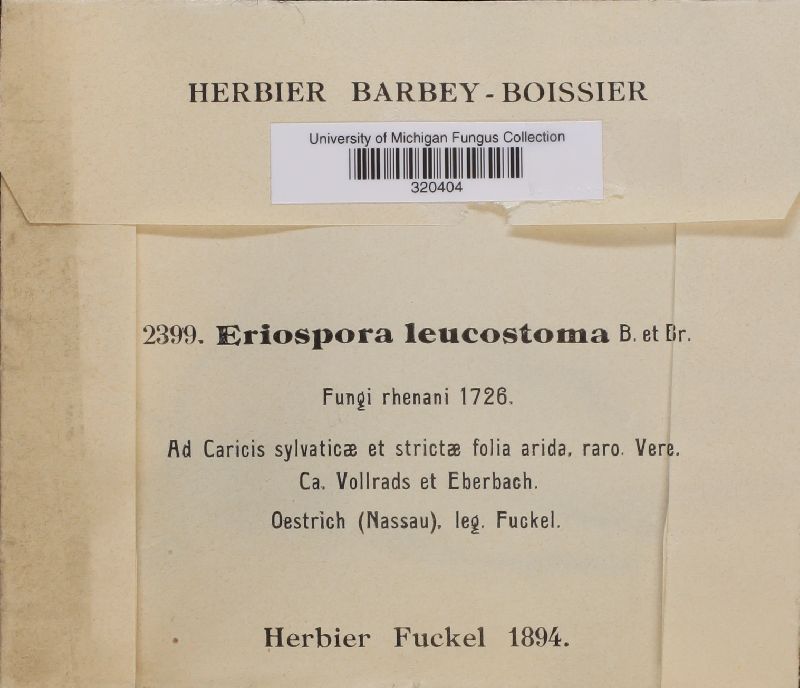 HERBIER BARBEY-BOISSIER
University of Michigan Fungus Collection
320404
2399. Eriospora leucostoma B. et Br.
Fungi rhenani 1726.
Ad Caricis sylvaticæ et strictæ folia arida, raro. Vere.
Ca. Vollrads et Eberbach.
Oestrich (Nassau), leg. Fuckel.
Herbier Fuckel 1894.